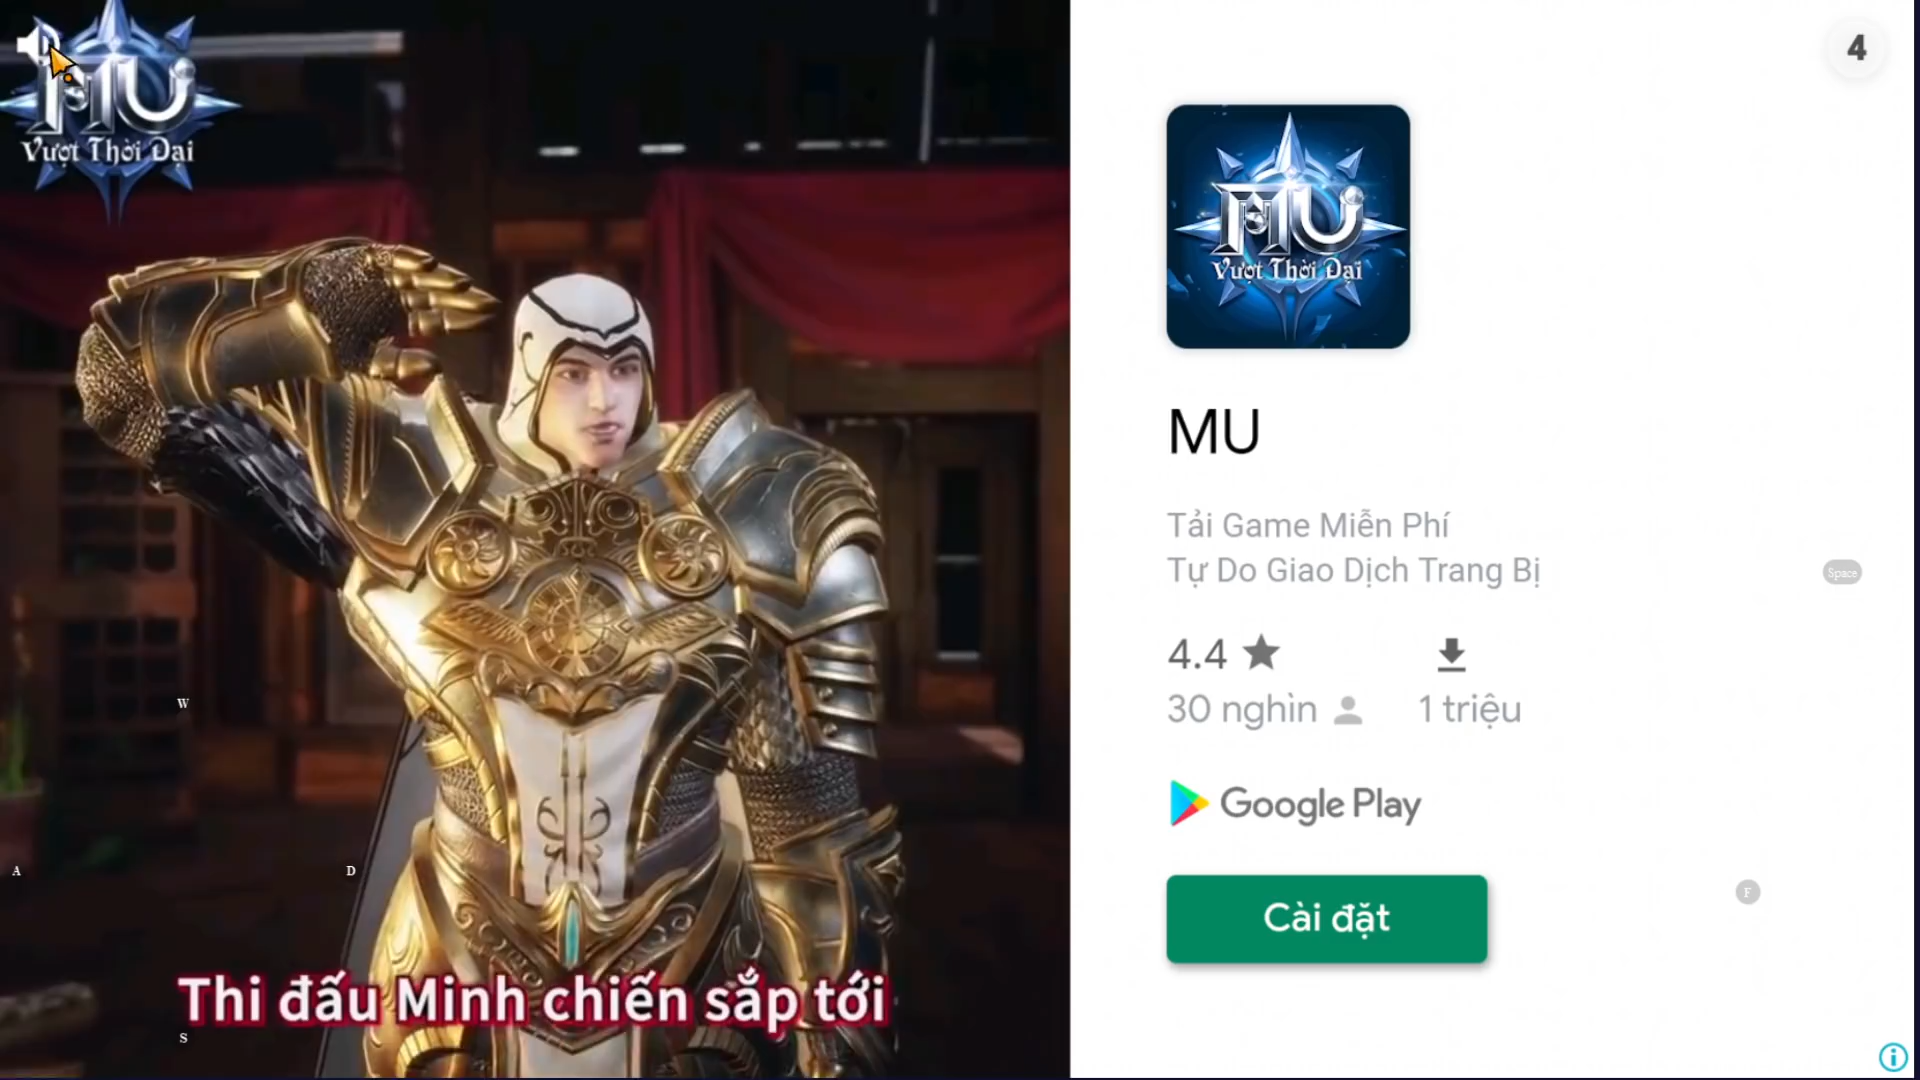 MU
Vượt Thời Đại
W
A
D
Thi đấu Minh chiến sắp tới
S
4
MU
Vượt Thời Đại
MU
Tải Game Miễn Phí
Tự Do Giao Dịch Trang Bị
Space
4.4
30 nghìn
1 triệu
Google Play
F
Cài đặt